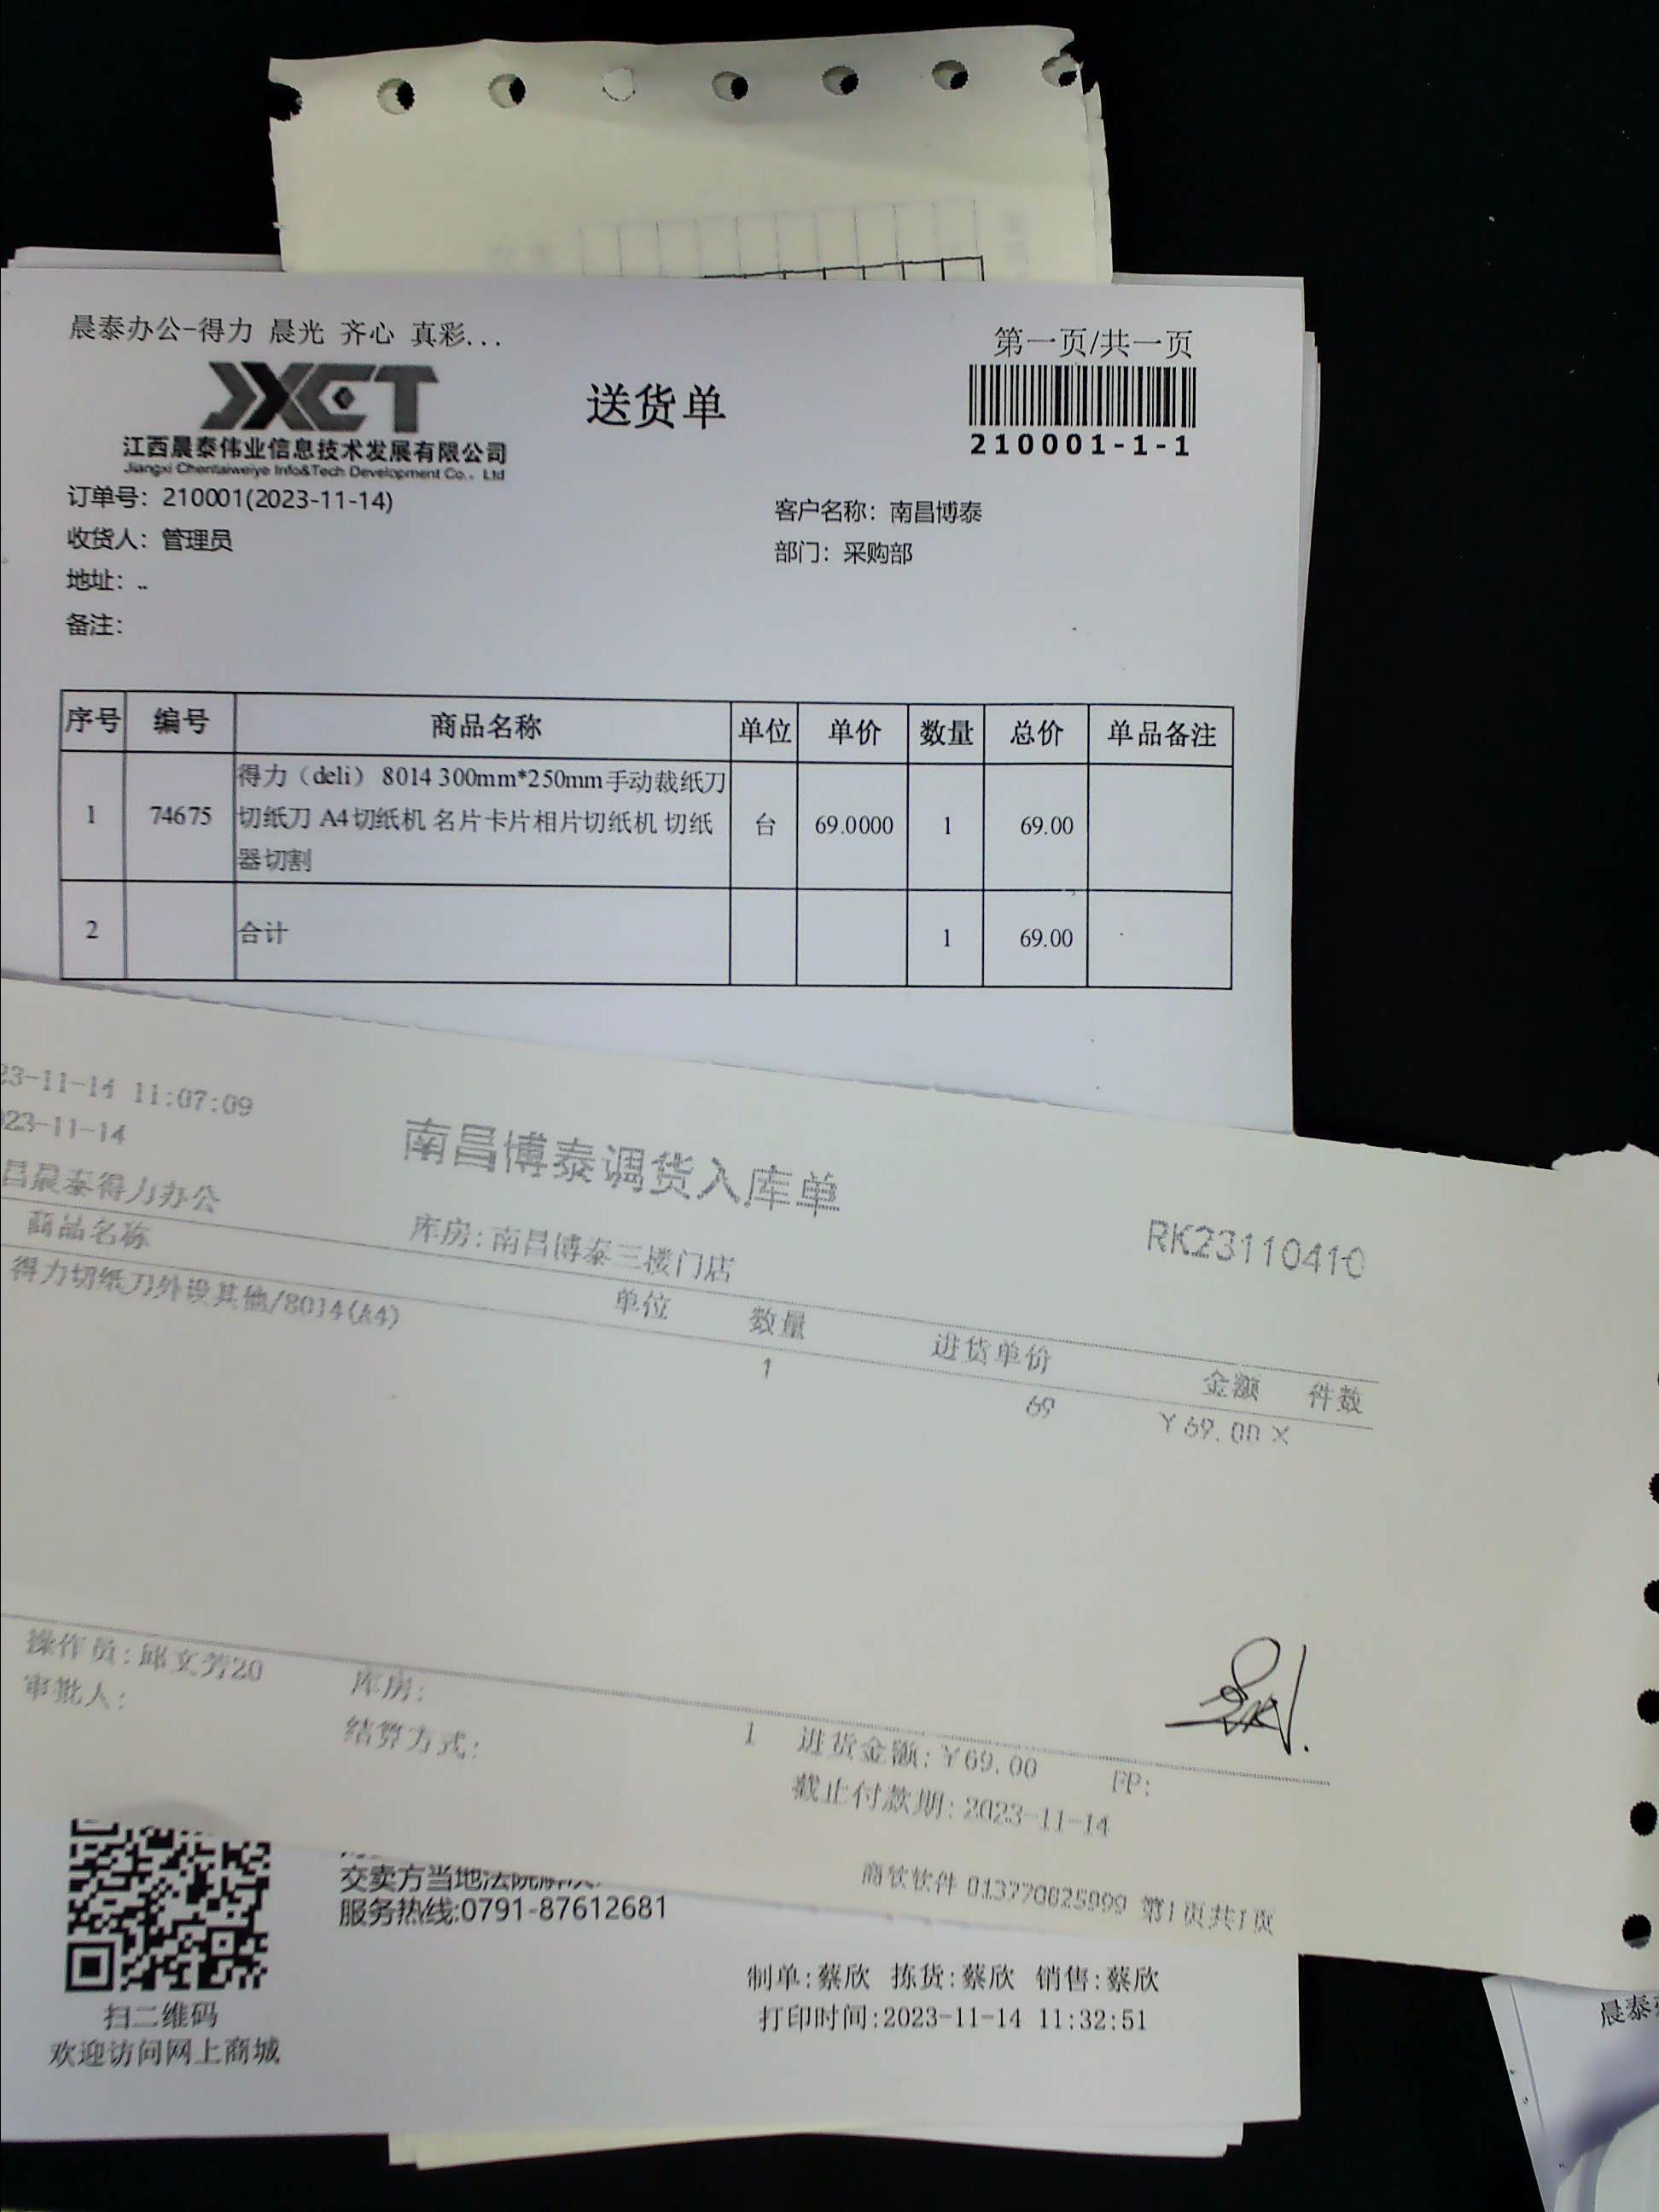 晨泰办公-得力 晨光 齐心 真彩...
第一页/共一页
JXCT
送货单
210001-1-1
江西晨泰伟业信息技术发展有限公司
Jiangxi Chentaiweiye Info&Tech Development Co., Ltd
订单号: 210001(2023-11-14)
客户名称: 南昌博泰
收货人: 管理员
部门: 采购部
地址: ..
备注:
序号 编号 商品名称 单位 单价 数量 总价 单品备注
1 74675 得力（deli） 8014 300mm*250mm手动裁纸刀 台 69.0000 1 69.00
切纸刀 A4切纸机 名片卡片相片切纸机 切纸
器切割
2 合计 1 69.00
23-11-14 11:07:09
023-11-14
南昌博泰调货入库单
昌晨泰得力办公
库房:南昌博泰三楼门店
RK23110410
商品名称 单位 数量 进货单价 金额 件数
得力切纸刀外设其他/8014(A4) 1 69 ¥69.00 ×
操作员:邱文芳20 库房: 1 进货金额:¥69.00 FP:
审批人: 结算方式: 截止付款期:2023-11-14
商软软件 013770825999 第1页共1页
交卖方当地法院
服务热线:0791-87612681
制单:蔡欣 拣货:蔡欣 销售:蔡欣
打印时间:2023-11-14 11:32:51
扫二维码
欢迎访问网上商城
晨泰